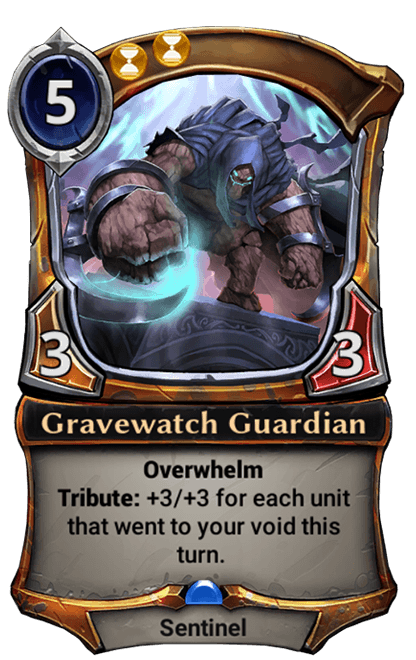 5
3
3
Gravewatch Guardian
Overwhelm
Tribute: +3/+3 for each unit
that went to your void this
turn.
Sentinel